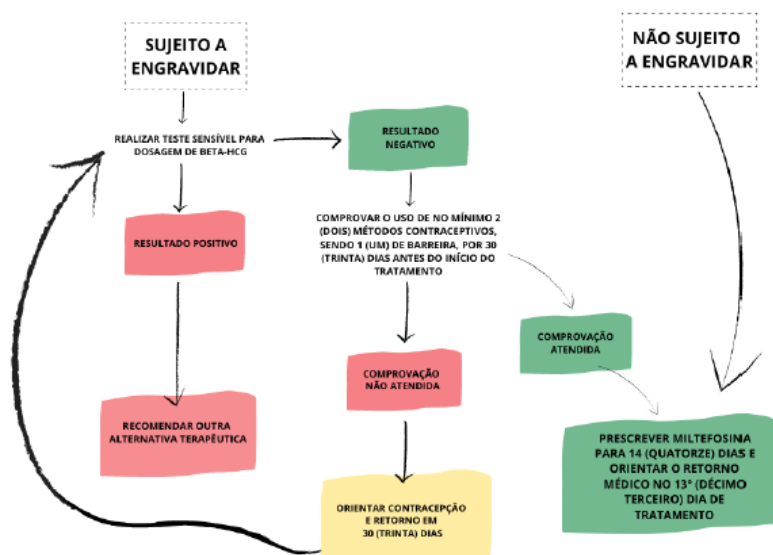 SUJEITO A
ENGRAVIDAR
NÃO SUJEITO
A ENGRAVIDAR
REALIZAR TESTE SENSÍVEL PARA
DOSAGEM DE BETA-HCG
RESULTADO
NEGATIVO
RESULTADO POSITIVO
COMPROVAR O USO DE NO MÍNIMO 2
(DOIS) MÉTODOS CONTRACEPTIVOS,
SENDO 1 (UM) DE BARREIRA, POR 30
(TRINTA) DIAS ANTES DO INÍCIO DO
TRATAMENTO
COMPROVAÇÃO
ATENDIDA
COMPROVAÇÃO
NÃO ATENDIDA
RECOMENDAR OUTRA
ALTERNATIVA TERAPÊUTICA
PRESCREVER MILTEFOSINA
PARA 14 (QUATORZE) DIAS E
ORIENTAR O RETORNO
MÉDICO NO 13º (DÉCIMO
TERCEIRO) DIA DE
TRATAMENTO
ORIENTAR CONTRACEPÇÃO
E RETORNO EM
30 (TRINTA) DIAS